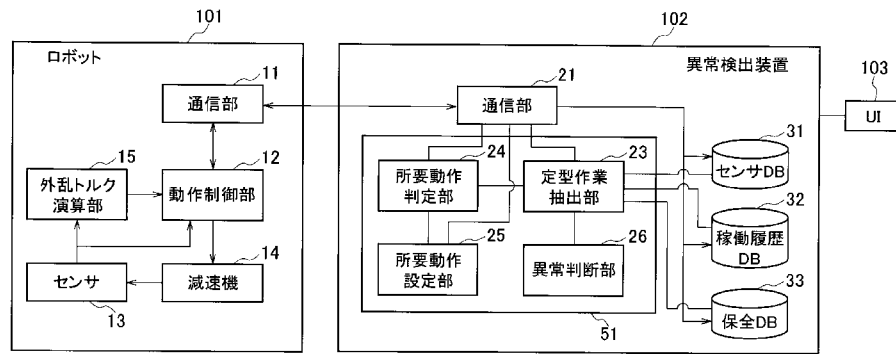 101
ロボット
11
通信部
15
外乱トルク
演算部
12
動作制御部
センサ
13
14
減速機
102
異常検出装置
21
通信部
24
所要動作
判定部
23
定型作業
抽出部
25
所要動作
設定部
26
異常判断部
51
31
センサDB
32
稼働履歴
DB
33
保全DB
103
UI